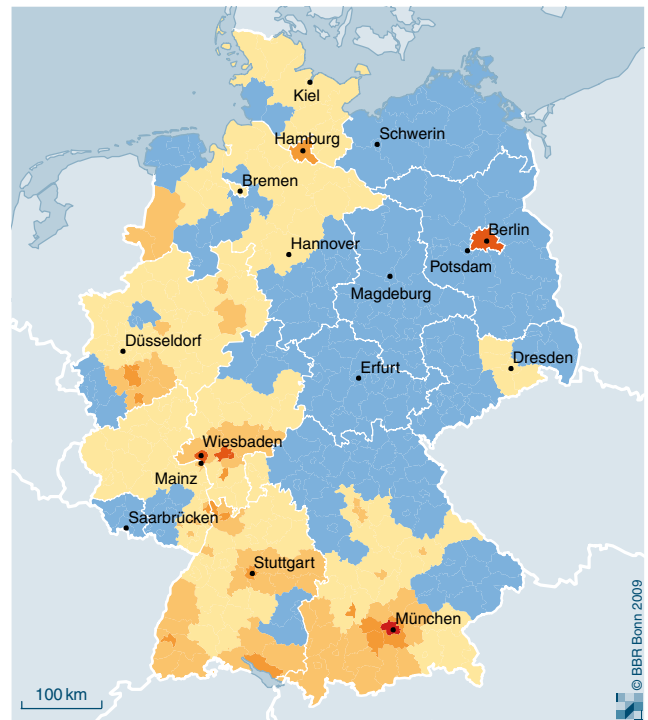 Kiel
Schwerin
Hamburg
Bremen
Berlin
Hannover
Potsdam
Magdeburg
Düsseldorf
Dresden
Erfurt
Wiesbaden
Mainz
Saarbrücken
Stuttgart
München
100 km
© BBR Bonn 2009